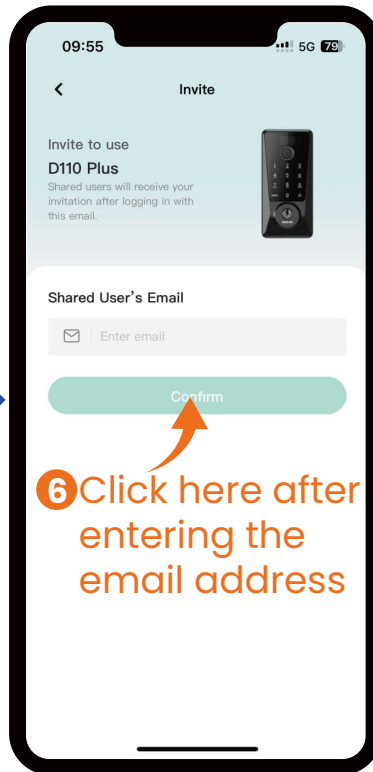 09:55
5G 79
Invite
Invite to use
D110 Plus
Shared users will receive your
invitation after logging in with
this email.
Shared User's Email
Enter email
Confirm
6 Click here after
entering the
email address